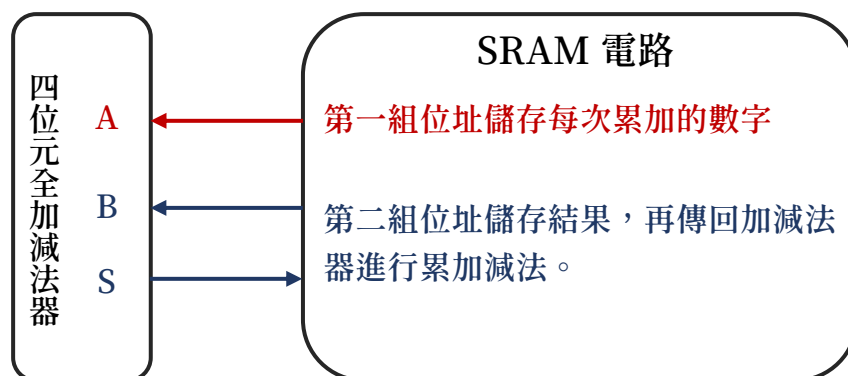 四位元全加減法器
A
B
S
SRAM 電路
第一組位址儲存每次累加的數字
第二組位址儲存結果，再傳回加減法
器進行累加減法。